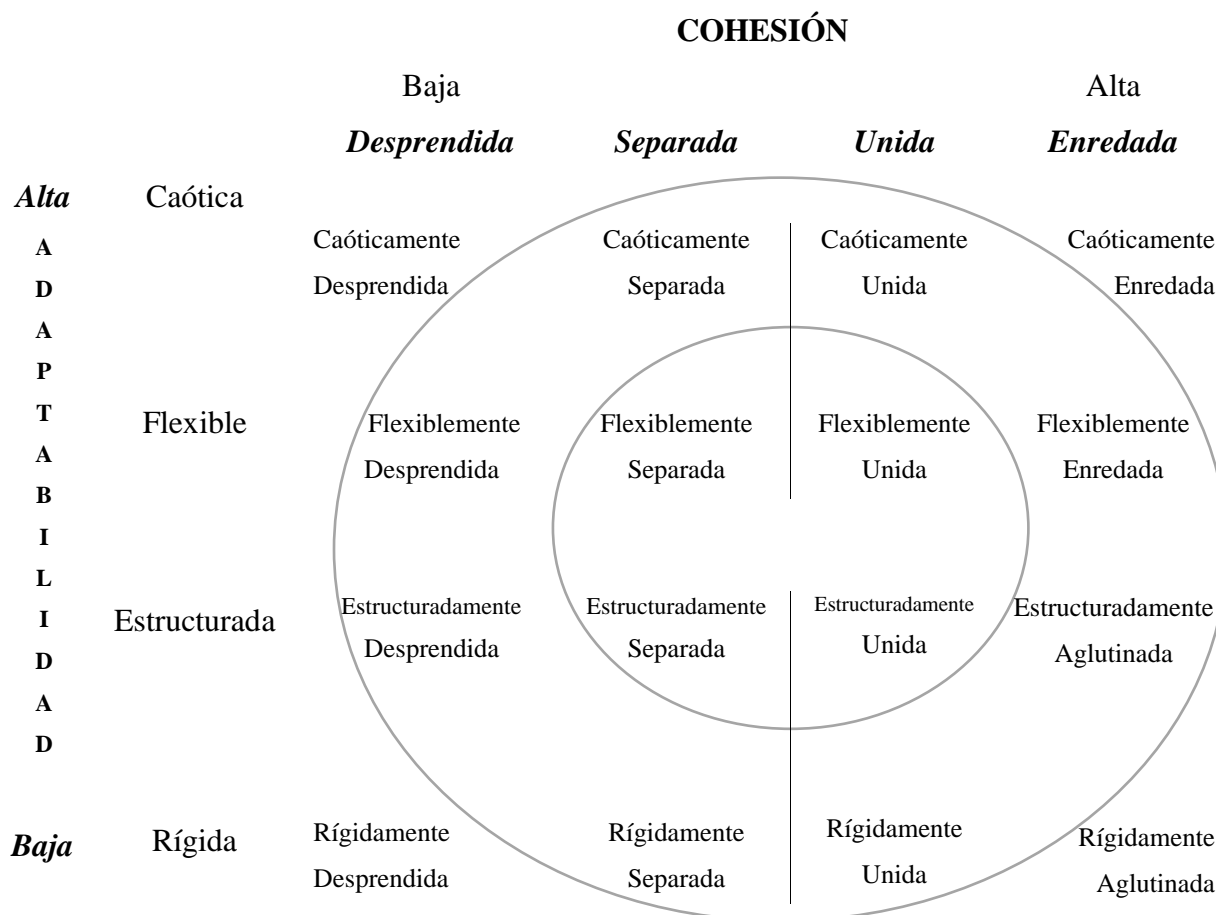 COHESIÓN
Baja Alta
Desprendida Separada Unida Enredada
Alta Caótica
Caóticamente Caóticamente Caóticamente Caóticamente
Desprendida Separada Unida Enredada
A
D
A
P
T
A
B
I
L
I
D
A
D
Flexible
Flexiblemente Flexiblemente Flexiblemente Flexiblemente
Desprendida Separada Unida Enredada
Estructurada
Estructuradamente Estructuradamente Estructuradamente Estructuradamente
Desprendida Separada Unida Aglutinada
Baja Rígida
Rígidamente Rígidamente Rígidamente Rígidamente
Desprendida Separada Unida Aglutinada